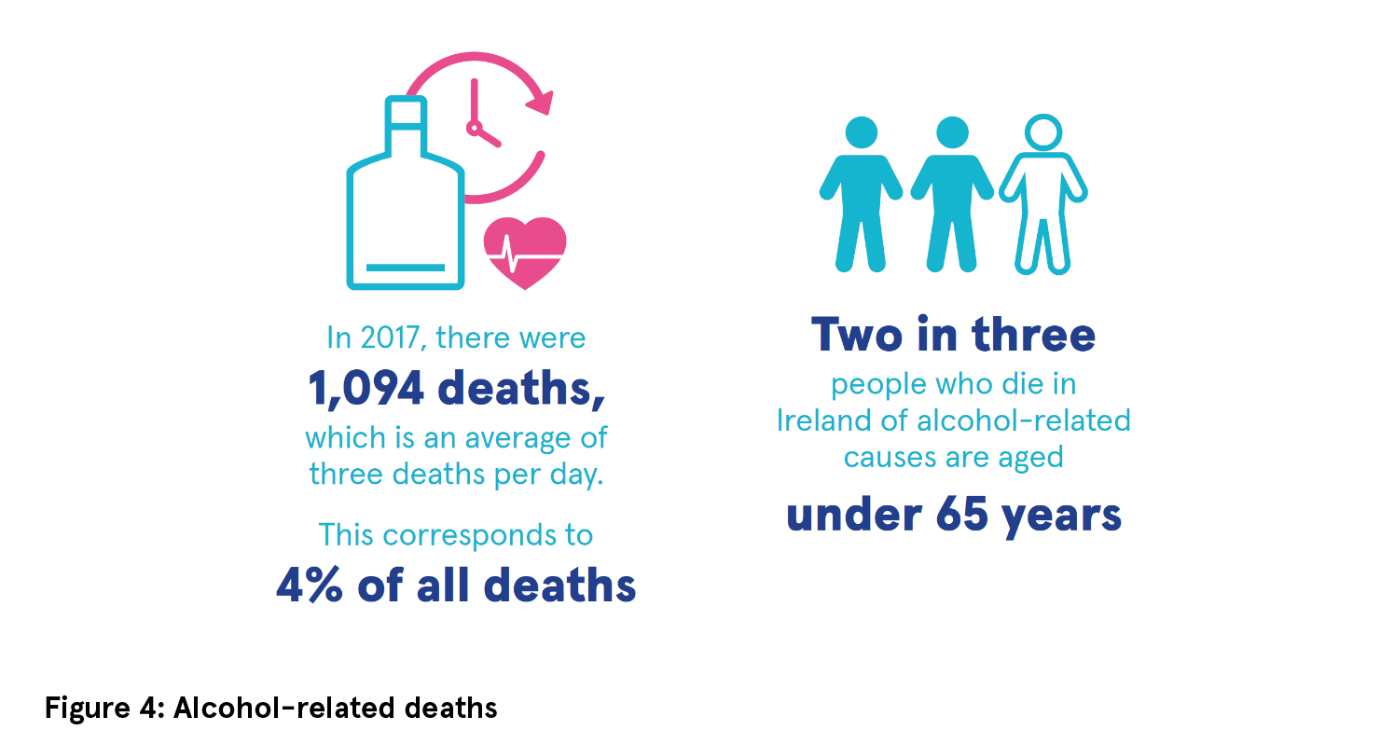 In 2017, there were
1,094 deaths,
which is an average of
three deaths per day.
This corresponds to
4% of all deaths
Two in three
people who die in
Ireland of alcohol-related
causes are aged
under 65 years
Figure 4: Alcohol-related deaths